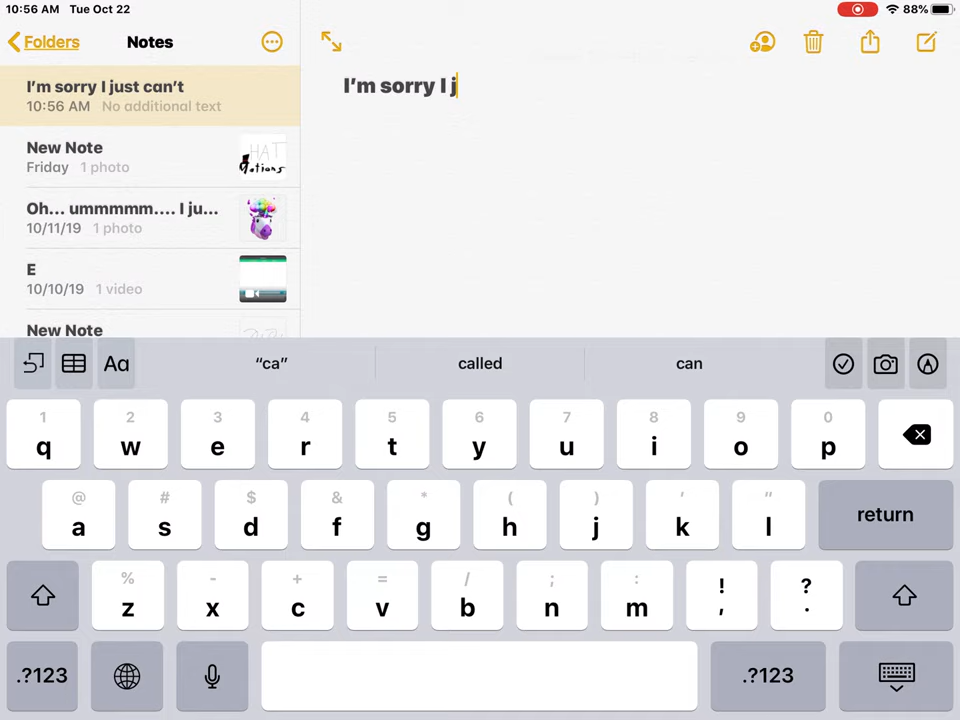 10:56 AM Tue Oct 22
88%
Folders
Notes
I'm sorry I just can't
10:56 AM No additional text
New Note
Friday 1 photo
HAT
Oh... ummmmm.... I ju...
10/11/19 1 photo
E
10/10/19 1 video
New Note
I'm sorry I j
Aa
"ca"
called
can
1 2 3 4 5 6 7 8 9 0
q w e r t y u i o p
@ # $ & * ( ) ' "
a s d f g h j k l return
% - + = / ; : ! ?
z x c v b n m , .
.?123
.?123